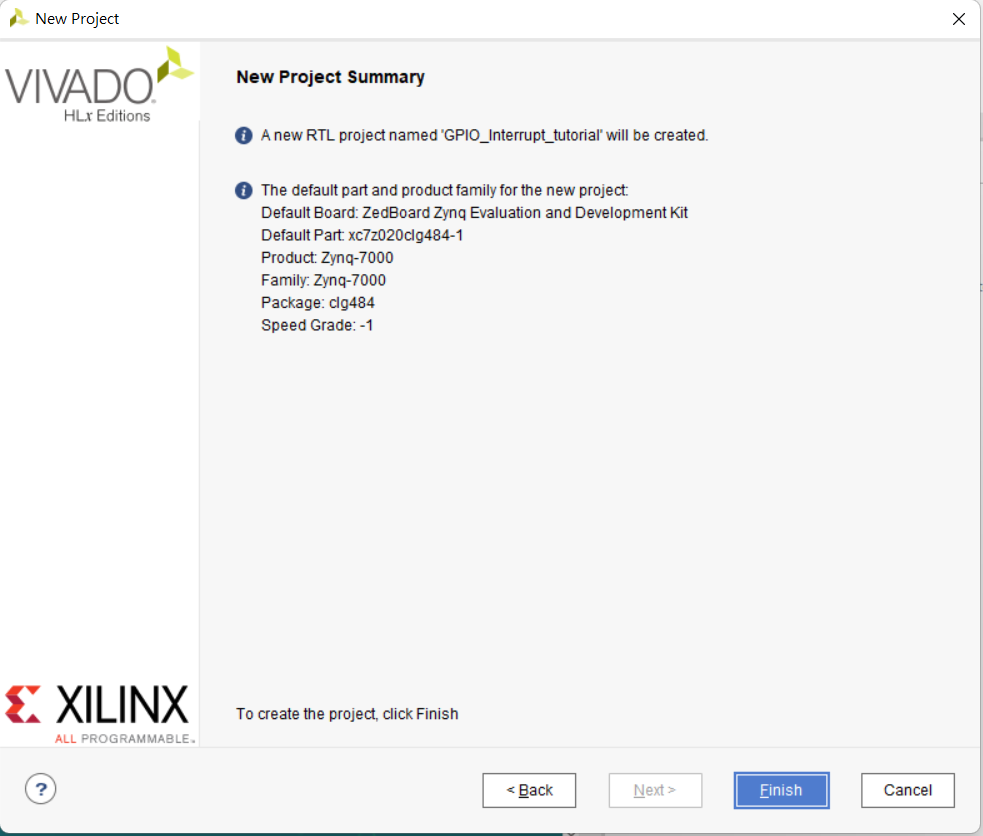 New Project
VIVADO
HLx Editions
New Project Summary
A new RTL project named 'GPIO_Interrupt_tutorial' will be created.
The default part and product family for the new project:
Default Board: ZedBoard Zynq Evaluation and Development Kit
Default Part: xc7z020clg484-1
Product: Zynq-7000
Family: Zynq-7000
Package: clg484
Speed Grade: -1
XILINX
ALL PROGRAMMABLE
To create the project, click Finish
?
< Back
Next >
Finish
Cancel